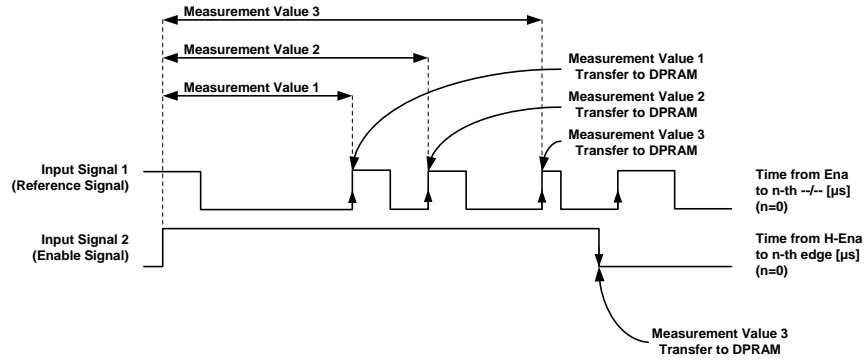 Measurement Value 3
Measurement Value 2
Measurement Value 1
Measurement Value 1
Transfer to DPRAM
Measurement Value 2
Transfer to DPRAM
Measurement Value 3
Transfer to DPRAM
Input Signal 1
(Reference Signal)
Time from Ena
to n-th --/-- [µs]
(n=0)
Input Signal 2
(Enable Signal)
Time from H-Ena
to n-th edge [µs]
(n=0)
Measurement Value 3
Transfer to DPRAM